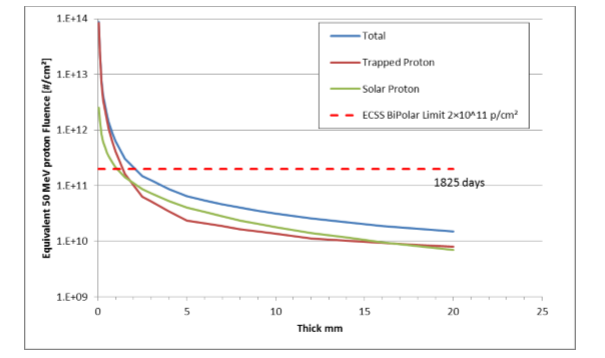 1.E+14
1.E+13
1.E+12
1.E+11
1.E+10
1.E+09
Equivalent 50 MeV proton Fluence [#/cm²]
Total
Trapped Proton
Solar Proton
ECSS BiPolar Limit 2×10^11 p/cm²
1825 days
0 5 10 15 20 25
Thick mm